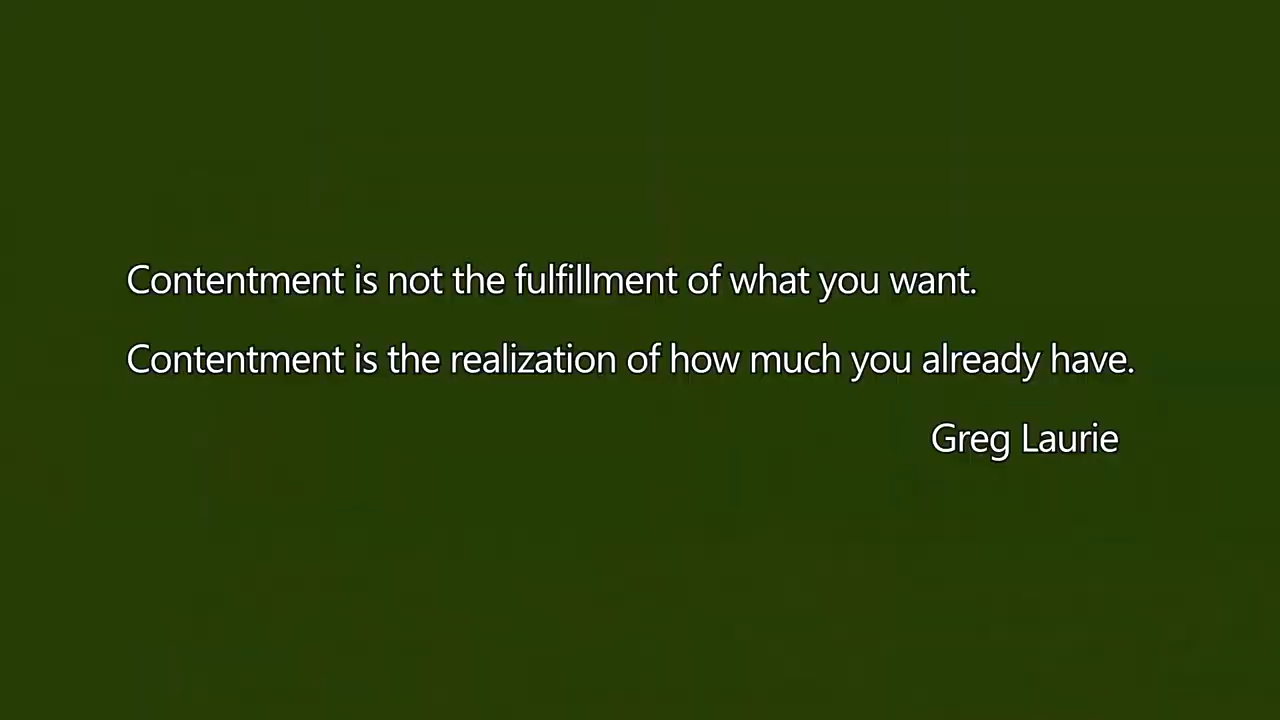 Contentment is not the fulfillment of what you want.
Contentment is the realization of how much you already have.
Greg Laurie